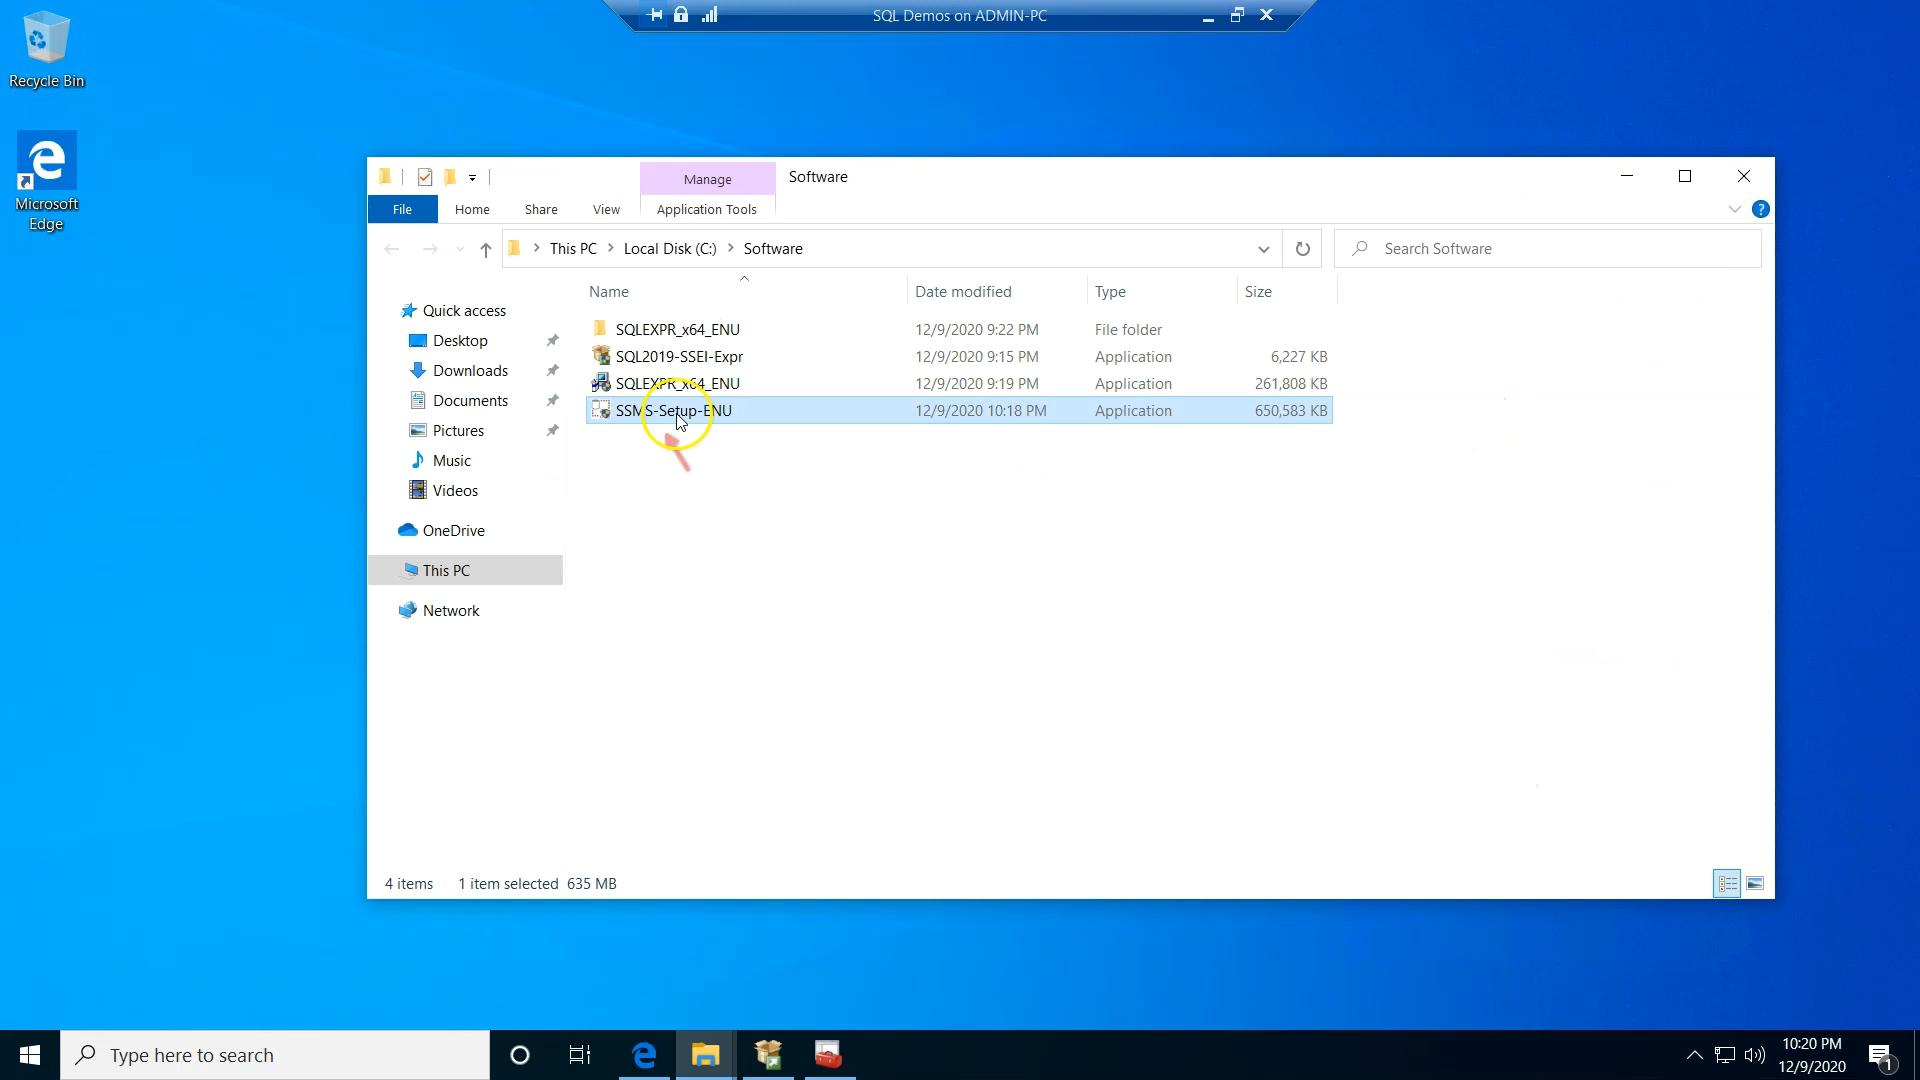 SQL Demos on ADMIN-PC
Recycle Bin
Microsoft
Edge
Manage
Software
File
Home
Share
View
Application Tools
This PC
Local Disk (C:)
Software
Search Software
Name
Date modified
Type
Size
Quick access
Desktop
Downloads
Documents
Pictures
Music
Videos
OneDrive
This PC
Network
SQLEXPR_x64_ENU 12/9/2020 9:22 PM File folder
SQL2019-SSEI-Expr 12/9/2020 9:15 PM Application 6,227 KB
SQLEXPR_x64_ENU 12/9/2020 9:19 PM Application 261,808 KB
SSMS-Setup-ENU 12/9/2020 10:18 PM Application 650,583 KB
4 items 1 item selected 635 MB
Type here to search
10:20 PM
12/9/2020
1